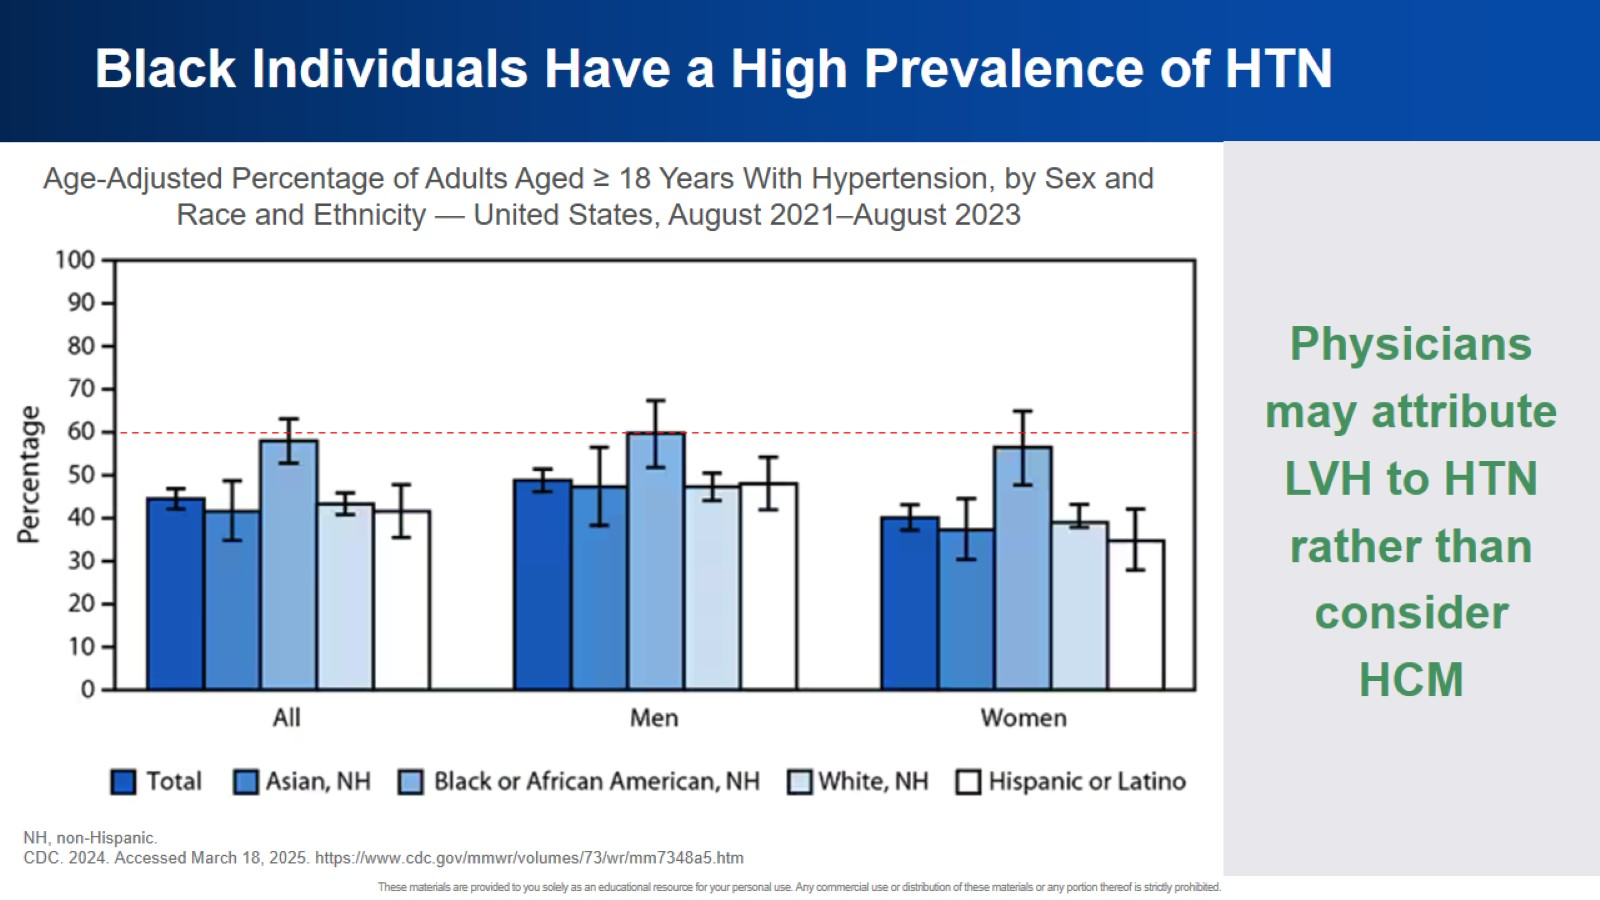 Black Individuals Have a High Prevalence of HTN
Age-Adjusted Percentage of Adults Aged ≥ 18 Years With Hypertension, by Sex and
Race and Ethnicity — United States, August 2021–August 2023
Percentage
100
90
80
70
60
50
40
30
20
10
0
All
Men
Women
Total
Asian, NH
Black or African American, NH
White, NH
Hispanic or Latino
Physicians
may attribute
LVH to HTN
rather than
consider
HCM
NH, non-Hispanic.
CDC. 2024. Accessed March 18, 2025. https://www.cdc.gov/mmwr/volumes/73/wr/mm7348a5.htm
These materials are provided to you solely as an educational resource for your personal use. Any commercial use or distribution of these materials or any portion thereof is strictly prohibited.